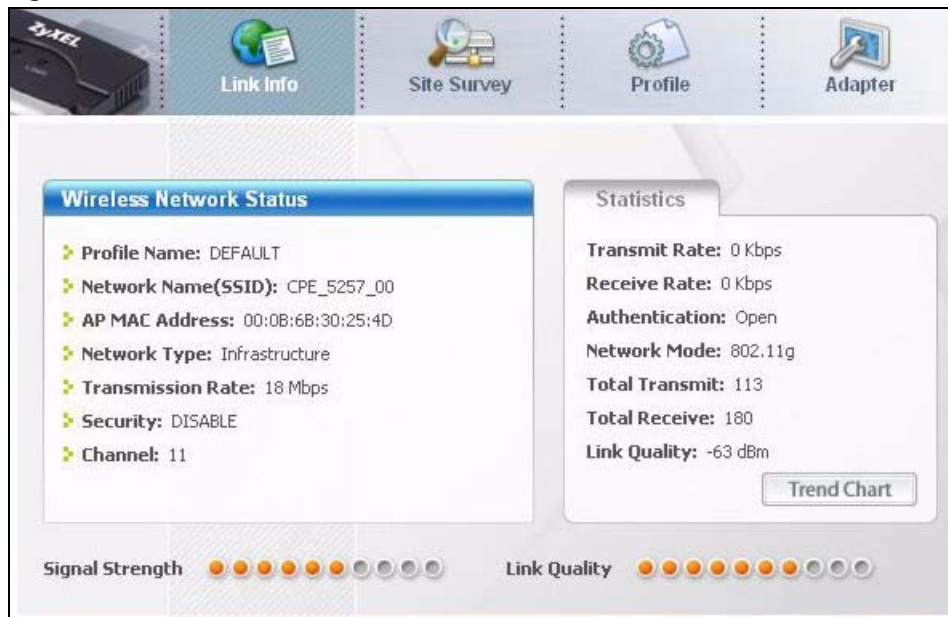 ZyXEL
Link Info
Site Survey
Profile
Adapter
Wireless Network Status
Profile Name: DEFAULT
Network Name(SSID): CPE_5257_00
AP MAC Address: 00:0B:6B:30:25:4D
Network Type: Infrastructure
Transmission Rate: 18 Mbps
Security: DISABLE
Channel: 11
Statistics
Transmit Rate: 0 Kbps
Receive Rate: 0 Kbps
Authentication: Open
Network Mode: 802.11g
Total Transmit: 113
Total Receive: 180
Link Quality: -63 dBm
Trend Chart
Signal Strength
Link Quality